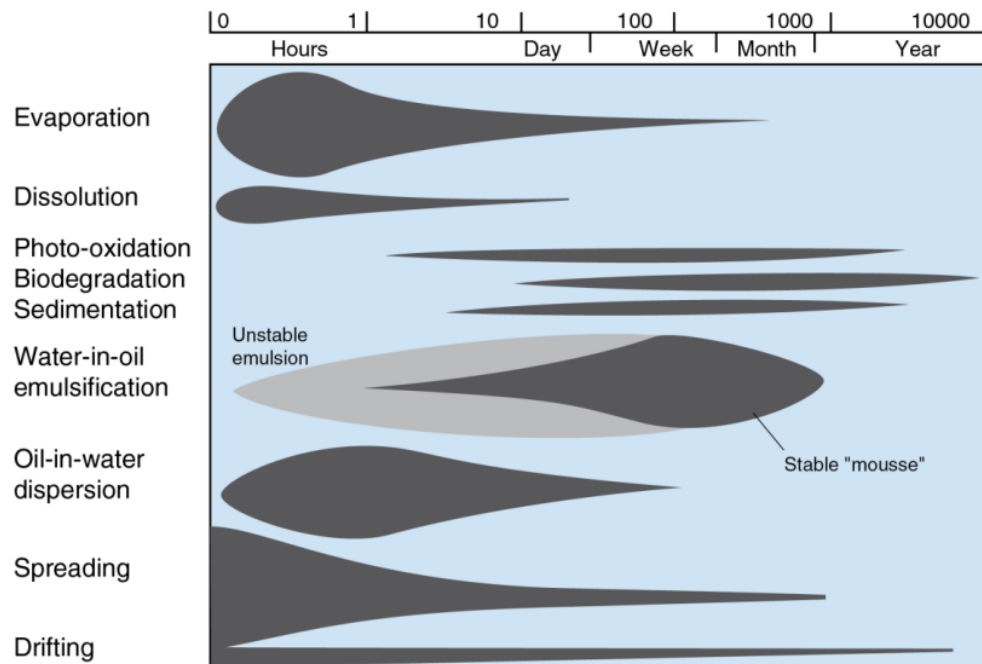 0 1 10 100 1000 10000
Hours Day Week Month Year
Evaporation
Dissolution
Photo-oxidation
Biodegradation
Sedimentation
Unstable
emulsion
Water-in-oil
emulsification
Stable "mousse"
Oil-in-water
dispersion
Spreading
Drifting